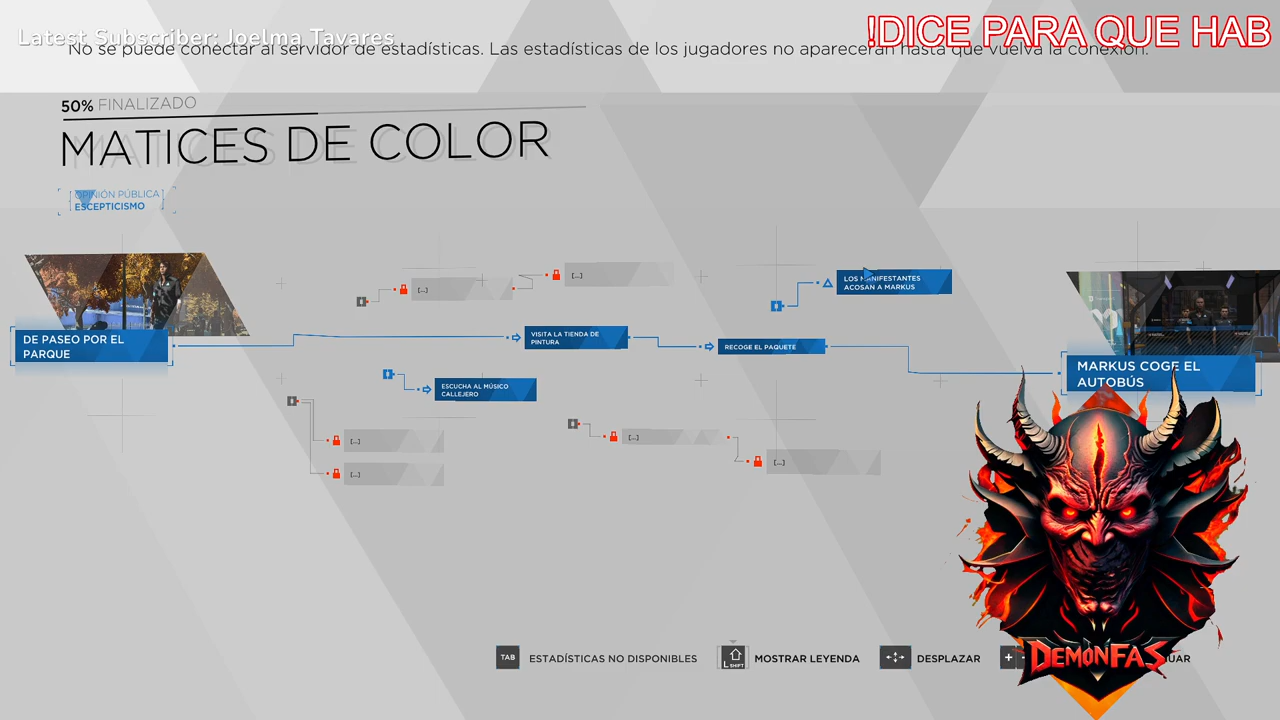 Latest Subscriber: Joelma Tavares
!DICE PARA QUE HAB
No se puede conectar al servidor de estadísticas. Las estadísticas de los jugadores no aparecerán hasta que vuelva la conexión.
50% FINALIZADO
MATICES DE COLOR
OPINIÓN PÚBLICA
ESCEPTICISMO
[...]
[...]
LOS MANIFESTANTES
ACOSAN A MARKUS
DE PASEO POR EL
PARQUE
VISITA LA TIENDA DE
PINTURA
RECOGE EL PAQUETE
MARKUS COGE EL
AUTOBÚS
ESCUCHA AL MÚSICO
CALLEJERO
[...]
[...]
[...]
[...]
TAB ESTADÍSTICAS NO DISPONIBLES
L SHIFT MOSTRAR LEYENDA
DESPLAZAR
+
UAR
DEMONFAS